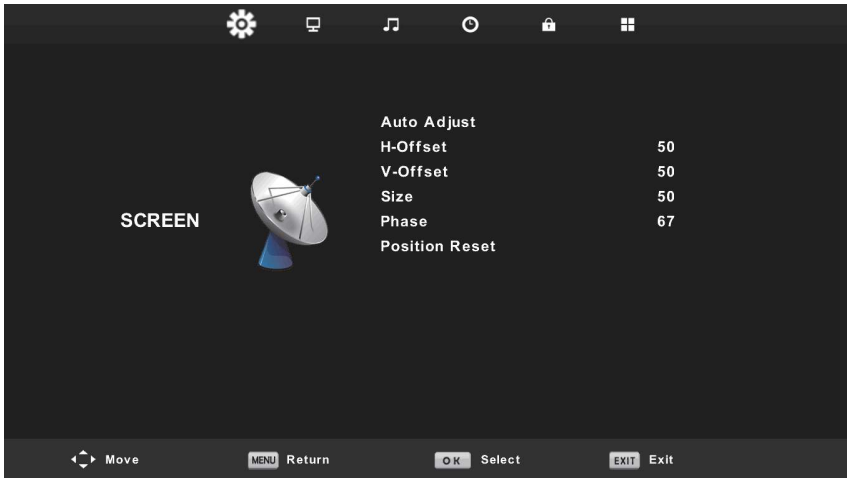 Auto Adjust
H-Offset 50
V-Offset 50
Size 50
SCREEN
Phase 67
Position Reset
Move MENU Return OK Select EXIT Exit